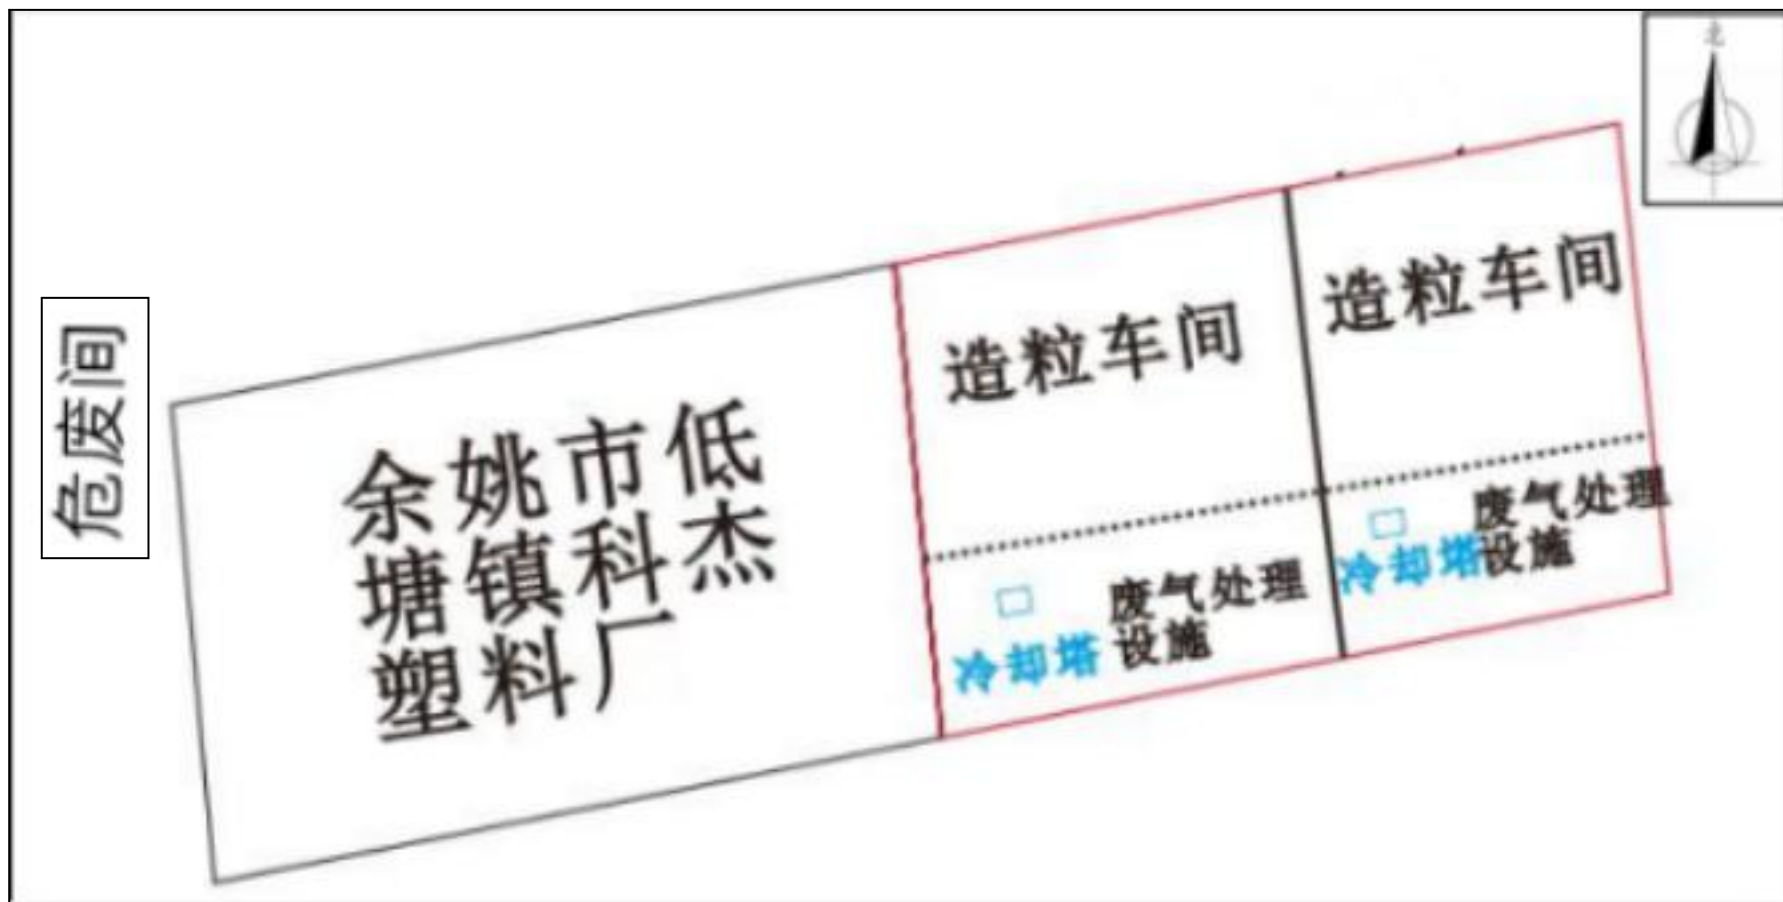 北
危废间
余姚市低
塘镇科杰
塑料厂
造粒车间
冷却塔
废气处理
设施
造粒车间
冷却塔
废气处理
设施